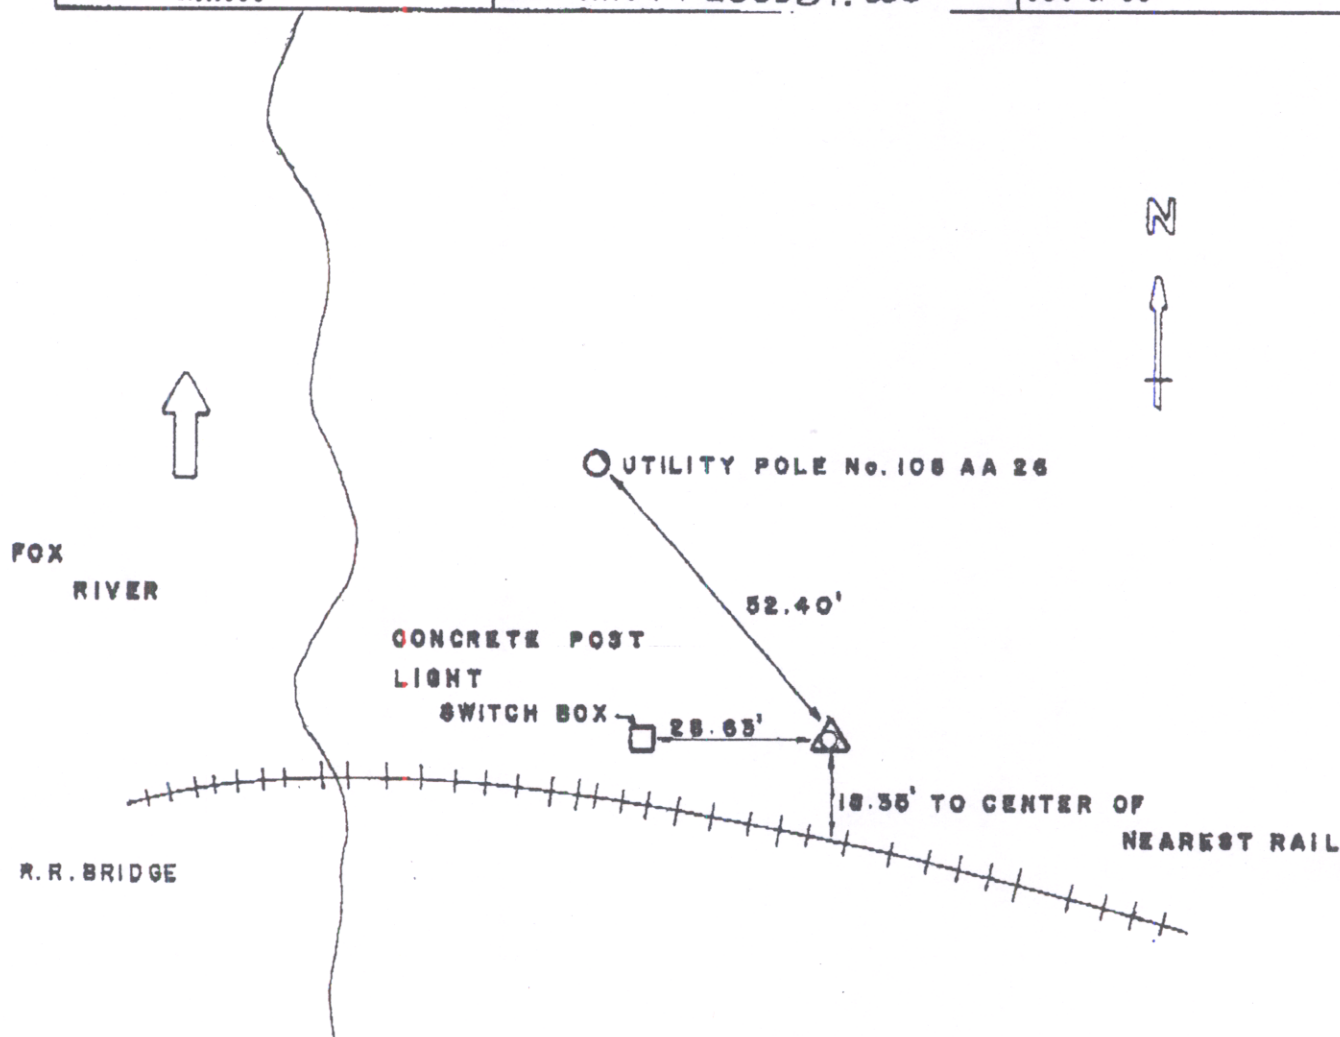 N
UTILITY POLE No. 108 AA 26
FOX
RIVER
52.40'
CONCRETE POST
LIGHT
SWITCH BOX
28.65'
18.35' TO CENTER OF
NEAREST RAIL
R.R. BRIDGE